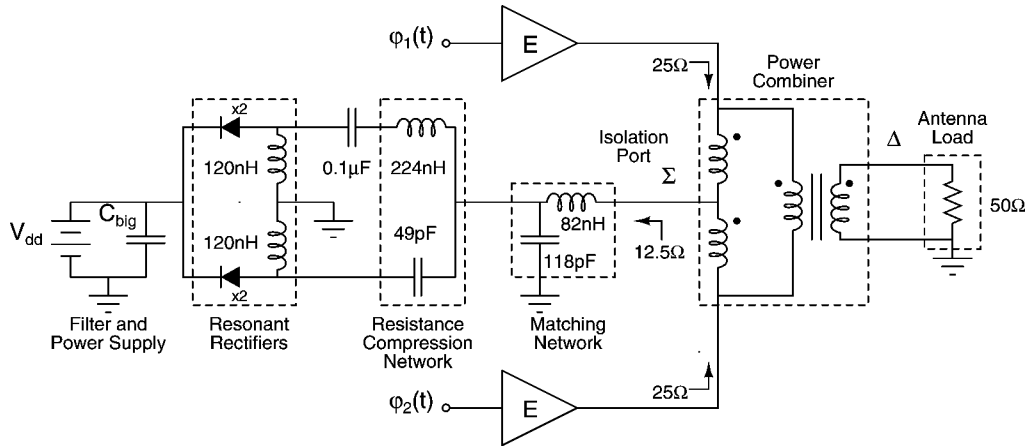 φ1(t)
E
25Ω
Power
Combiner
x2
120nH
0.1μF
224nH
Isolation
Port
Σ
Δ
Antenna
Load
50Ω
Vdd
Cbig
120nH
49pF
82nH
118pF
12.5Ω
x2
Filter and
Power Supply
Resonant
Rectifiers
Resistance
Compression
Network
Matching
Network
25Ω
φ2(t)
E